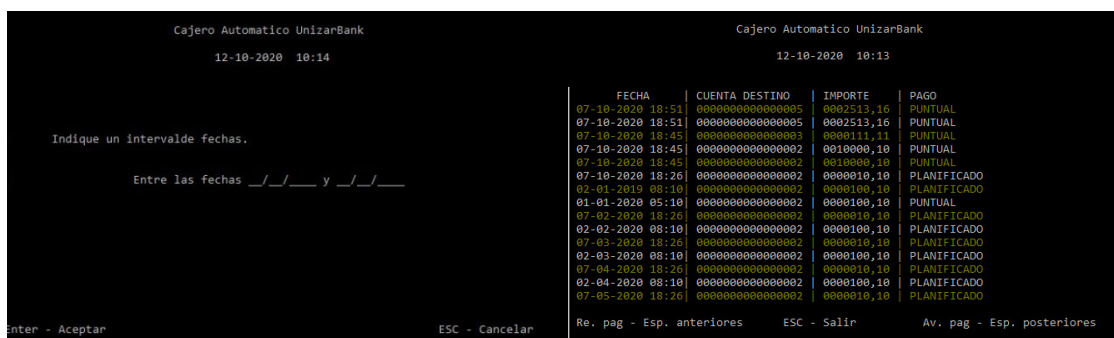 Cajero Automatico UnizarBank
12-10-2020 10:14
Indique un intervalde fechas.
Entre las fechas __/__/____ y __/__/____
Enter - Aceptar ESC - Cancelar
Cajero Automatico UnizarBank
12-10-2020 10:13
FECHA | CUENTA DESTINO | IMPORTE | PAGO
07-10-2020 18:51| 0000000000000005 | 0002513,16 | PUNTUAL
07-10-2020 18:51| 0000000000000005 | 0002513,16 | PUNTUAL
07-10-2020 18:45| 0000000000000003 | 0000111,11 | PUNTUAL
07-10-2020 18:45| 0000000000000002 | 0010000,10 | PUNTUAL
07-10-2020 18:45| 0000000000000002 | 0010000,10 | PUNTUAL
07-10-2020 18:26| 0000000000000002 | 0000010,10 | PLANIFICADO
02-01-2019 08:10| 0000000000000002 | 0000100,10 | PLANIFICADO
01-01-2020 05:10| 0000000000000002 | 0000100,10 | PUNTUAL
07-02-2020 18:26| 0000000000000002 | 0000010,10 | PLANIFICADO
02-02-2020 08:10| 0000000000000002 | 0000100,10 | PLANIFICADO
07-03-2020 18:26| 0000000000000002 | 0000010,10 | PLANIFICADO
02-03-2020 08:10| 0000000000000002 | 0000100,10 | PLANIFICADO
07-04-2020 18:26| 0000000000000002 | 0000010,10 | PLANIFICADO
02-04-2020 08:10| 0000000000000002 | 0000100,10 | PLANIFICADO
07-05-2020 18:26| 0000000000000002 | 0000010,10 | PLANIFICADO
Re. pag - Esp. anteriores ESC - Salir Av. pag - Esp. posteriores